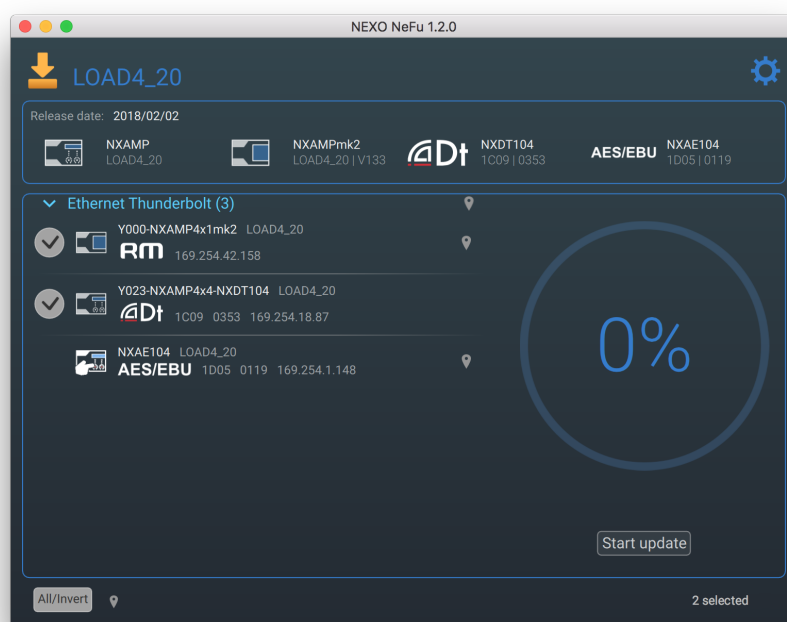 NEXO NeFu 1.2.0
LOAD4_20
Release date: 2018/02/02
NXAMP
LOAD4_20
NXAMPmk2
LOAD4_20 | V133
Dt
NXDT104
1C09 | 0353
AES/EBU
NXAE104
1D05 | 0119
Ethernet Thunderbolt (3)
Y000-NXAMP4x1mk2 LOAD4_20
RM 169.254.42.158
Y023-NXAMP4x4-NXDT104 LOAD4_20
Dt 1C09 0353 169.254.18.87
NXAE104 LOAD4_20
AES/EBU 1D05 0119 169.254.1.148
0%
Start update
All/Invert
2 selected